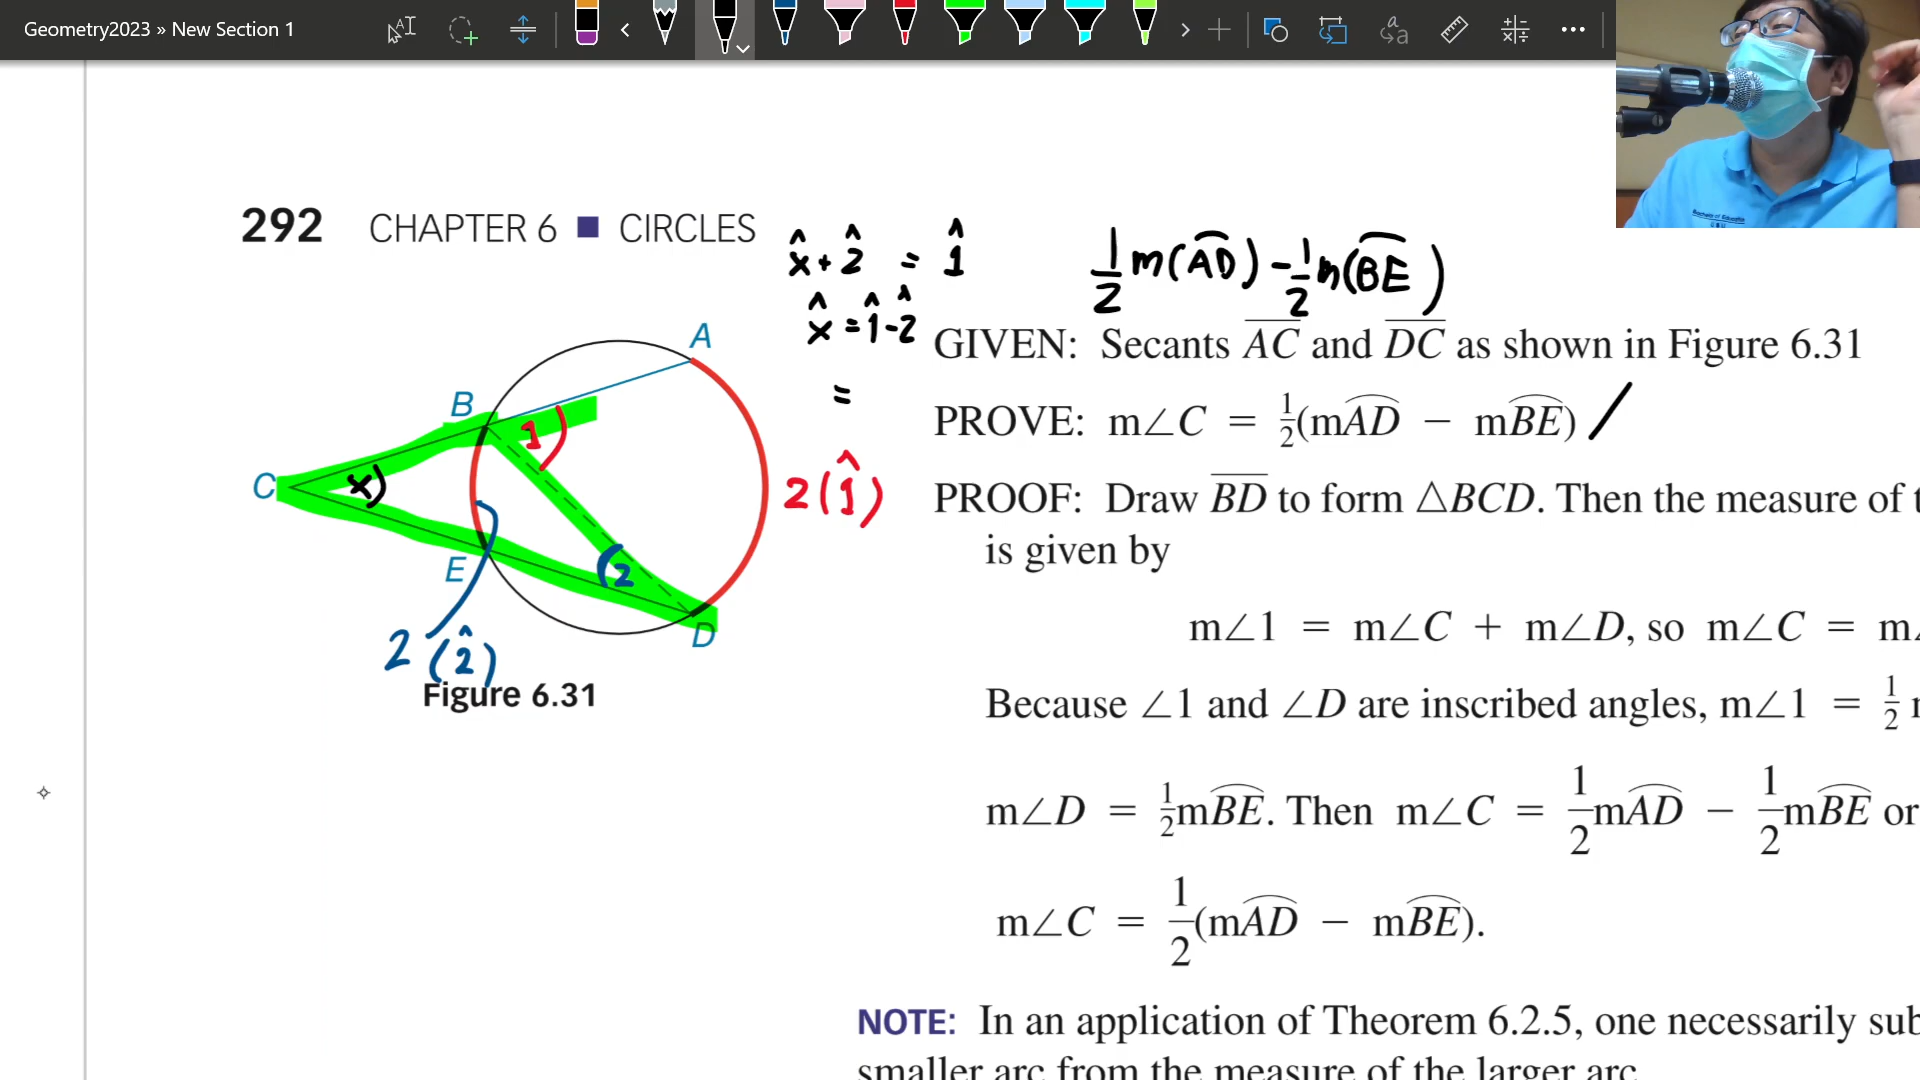 Geometry2023 » New Section 1
292 CHAPTER 6 ■ CIRCLES
x̂ + 2̂ = 1̂
x̂ = 1̂ - 2̂
=
1/2 m(AD) - 1/2 m(BE)
GIVEN: Secants AC and DC as shown in Figure 6.31
PROVE: m∠C = 1/2(mAD − mBE)
PROOF: Draw BD to form △BCD. Then the measure of t
is given by
m∠1 = m∠C + m∠D, so m∠C = m∠
Because ∠1 and ∠D are inscribed angles, m∠1 = 1/2
m∠D = 1/2mBE. Then m∠C = 1/2mAD − 1/2mBE or
m∠C = 1/2(mAD − mBE).
NOTE: In an application of Theorem 6.2.5, one necessarily sub
smaller arc from the measure of the larger arc
A
B
1
C
x
2(1̂)
E
2
D
2(2̂)
Figure 6.31